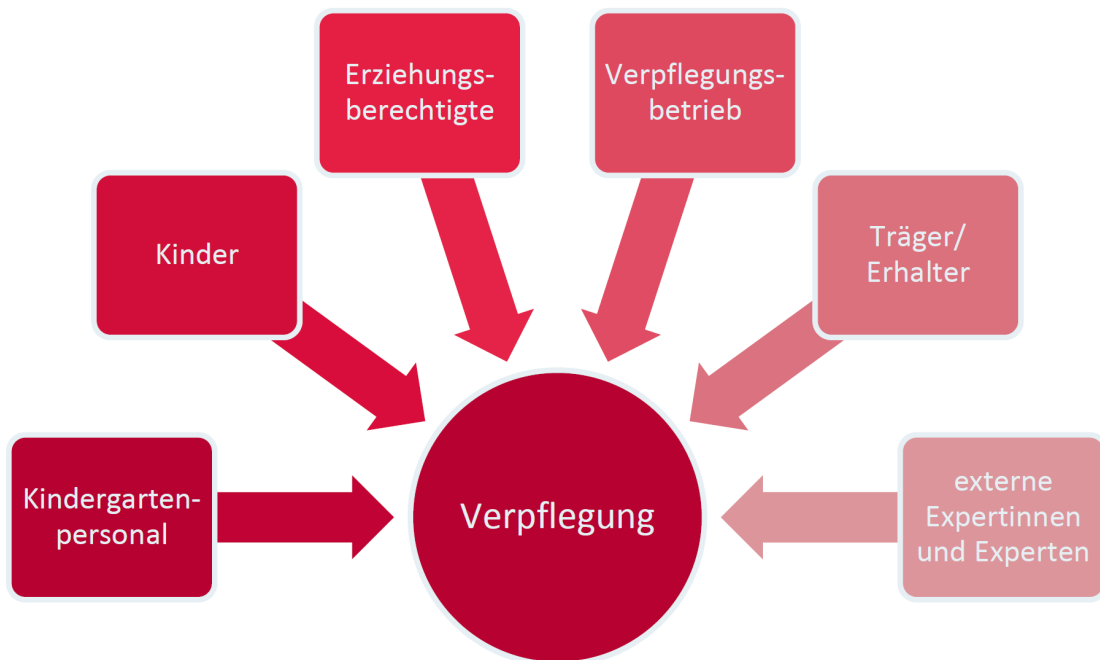 Erziehungs-
berechtigte
Verpflegungs-
betrieb
Kinder
Träger/
Erhalter
Kindergarten-
personal
Verpflegung
externe
Expertinnen
und Experten